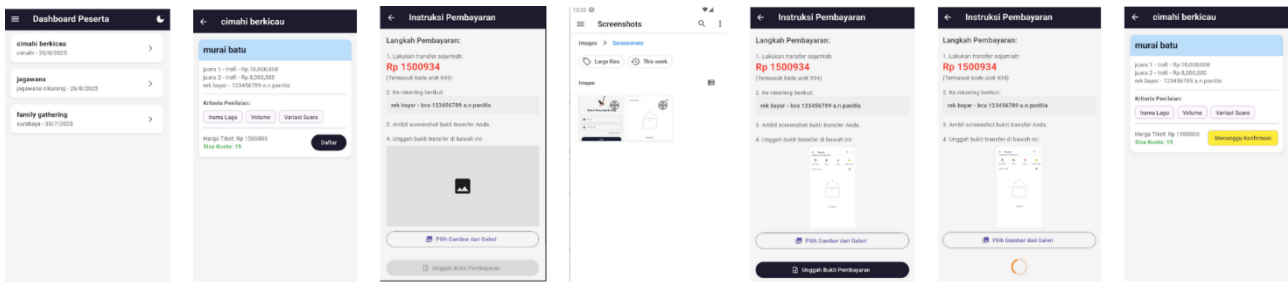 Dashboard Peserta
cimahi berkicau
cimahi - 26/6/2025
jagawana
jagawana cikarang - 26/8/2025
family gathering
surabaya - 30/7/2025
cimahi berkicau
murai batu
juara 1 - trofi - Rp.10,000,000
juara 2 - trofi - Rp.8,000,000
rek bayar - 123456789 a.n panitia
Kriteria Penilaian:
Irama Lagu
Volume
Variasi Suara
Harga Tiket: Rp 1500000
Sisa Kuota: 15
Daftar
Instruksi Pembayaran
Langkah Pembayaran:
1. Lakukan transfer sejumlah:
Rp 1500934
(Termasuk kode unik 934)
2. Ke rekening berikut:
rek bayar - bca 123456789 a.n panitia
3. Ambil screenshot bukti transfer Anda.
4. Unggah bukti transfer di bawah ini:
Pilih Gambar dari Galeri
Unggah Bukti Pembayaran
Screenshots
Images > Screenshots
Large files
This week
Images
Instruksi Pembayaran
Langkah Pembayaran:
1. Lakukan transfer sejumlah:
Rp 1500934
(Termasuk kode unik 934)
2. Ke rekening berikut:
rek bayar - bca 123456789 a.n panitia
3. Ambil screenshot bukti transfer Anda.
4. Unggah bukti transfer di bawah ini:
Pilih Gambar dari Galeri
Unggah Bukti Pembayaran
Instruksi Pembayaran
Langkah Pembayaran:
1. Lakukan transfer sejumlah:
Rp 1500934
(Termasuk kode unik 934)
2. Ke rekening berikut:
rek bayar - bca 123456789 a.n panitia
3. Ambil screenshot bukti transfer Anda.
4. Unggah bukti transfer di bawah ini:
Pilih Gambar dari Galeri
cimahi berkicau
murai batu
juara 1 - trofi - Rp.10,000,000
juara 2 - trofi - Rp.8,000,000
rek bayar - 123456789 a.n panitia
Kriteria Penilaian:
Irama Lagu
Volume
Variasi Suara
Harga Tiket: Rp 1500000
Sisa Kuota: 15
Menunggu Konfirmasi